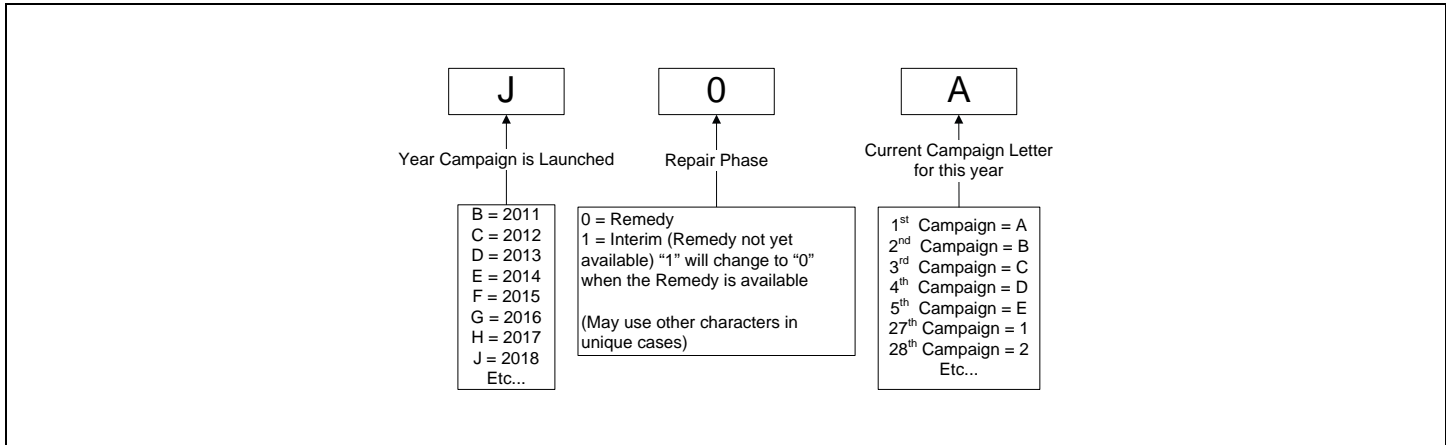 J
0
A
Year Campaign is Launched
Repair Phase
Current Campaign Letter
for this year
B = 2011
C = 2012
D = 2013
E = 2014
F = 2015
G = 2016
H = 2017
J = 2018
Etc...
0 = Remedy
1 = Interim (Remedy not yet
available) “1” will change to “0”
when the Remedy is available
(May use other characters in
unique cases)
1st Campaign = A
2nd Campaign = B
3rd Campaign = C
4th Campaign = D
5th Campaign = E
27th Campaign = 1
28th Campaign = 2
Etc...